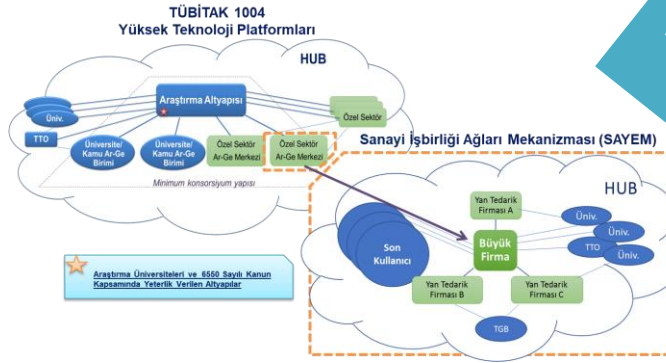 TÜBİTAK 1004
Yüksek Teknoloji Platformları
HUB
Araştırma Altyapısı
Üniv.
TTO
Üniversite/
Kamu Ar-Ge
Birimi
Üniversite/
Kamu Ar-Ge
Birimi
Özel Sektör
Ar-Ge Merkezi
Özel Sektör
Ar-Ge Merkezi
Özel Sektör
Minimum konsorsiyum yapısı
Sanayi İşbirliği Ağları Mekanizması (SAYEM)
HUB
Yan Tedarik
Firması A
Üniv.
Üniv.
TTO
Üniv.
Son
Kullanıcı
Büyük
Firma
Yan Tedarik
Firması B
Yan Tedarik
Firması C
TGB
Araştırma Üniversiteleri ve 6550 Sayılı Kanun
Kapsamında Yeterlik Verilen Altyapılar